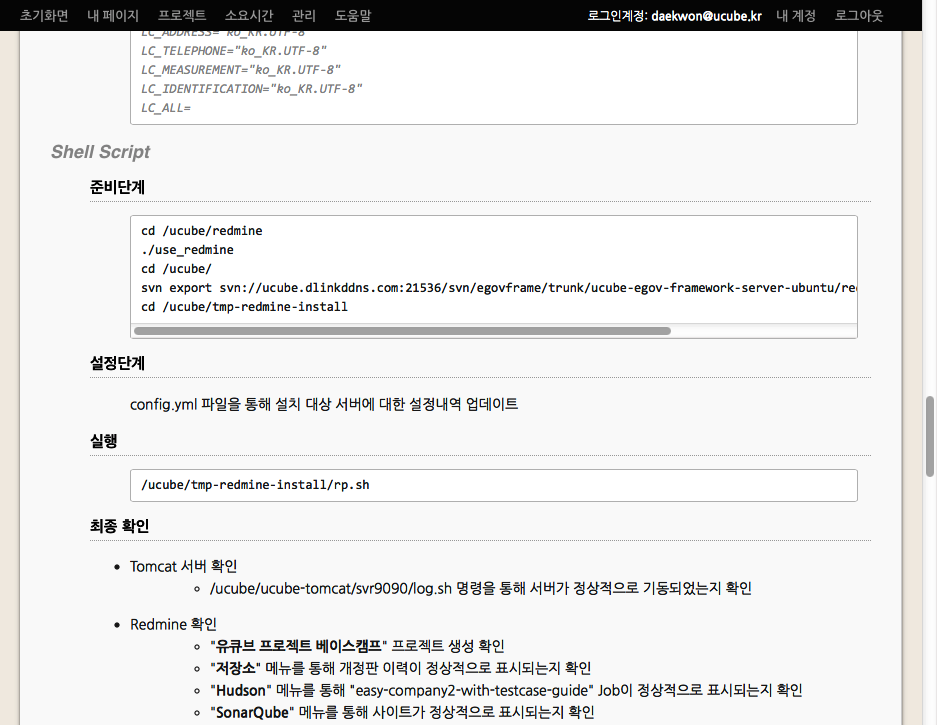 초기화면 내 페이지 프로젝트 소요시간 관리 도움말 로그인계정: daekwon@ucube.kr 내 계정 로그아웃
LC_ADDRESS="ko_KR.UTF-8"
LC_TELEPHONE="ko_KR.UTF-8"
LC_MEASUREMENT="ko_KR.UTF-8"
LC_IDENTIFICATION="ko_KR.UTF-8"
LC_ALL=
Shell Script
준비단계
cd /ucube/redmine
./use_redmine
cd /ucube/
svn export svn://ucube.dlinkddns.com:21536/svn/egovframe/trunk/ucube-egov-framework-server-ubuntu/re
cd /ucube/tmp-redmine-install
설정단계
config.yml 파일을 통해 설치 대상 서버에 대한 설정내역 업데이트
실행
/ucube/tmp-redmine-install/rp.sh
최종 확인
• Tomcat 서버 확인
◦ /ucube/ucube-tomcat/svr9090/log.sh 명령을 통해 서버가 정상적으로 기동되었는지 확인
• Redmine 확인
◦ "유큐브 프로젝트 베이스캠프" 프로젝트 생성 확인
◦ "저장소" 메뉴를 통해 개정판 이력이 정상적으로 표시되는지 확인
◦ "Hudson" 메뉴를 통해 "easy-company2-with-testcase-guide" Job이 정상적으로 표시되는지 확인
◦ "SonarQube" 메뉴를 통해 사이트가 정상적으로 표시되는지 확인